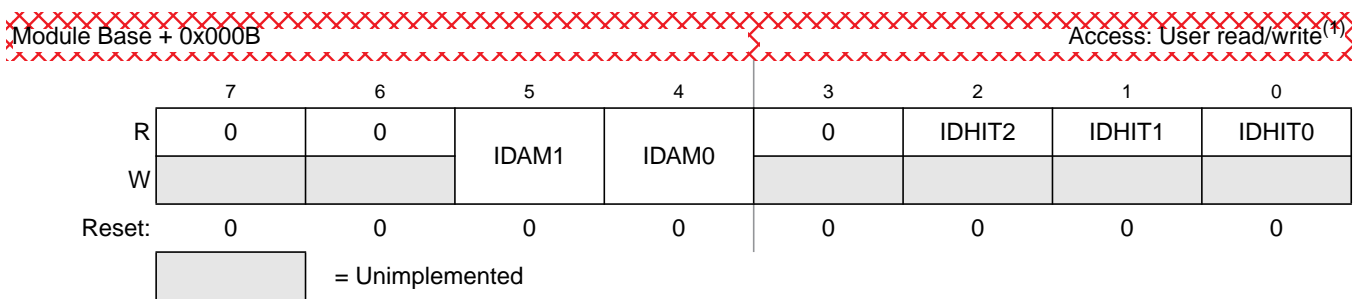 Module Base + 0x000B Access: User read/write(1)
7 6 5 4 3 2 1 0
R 0 0 IDAM1 IDAM0 0 IDHIT2 IDHIT1 IDHIT0
W
Reset: 0 0 0 0 0 0 0 0
= Unimplemented